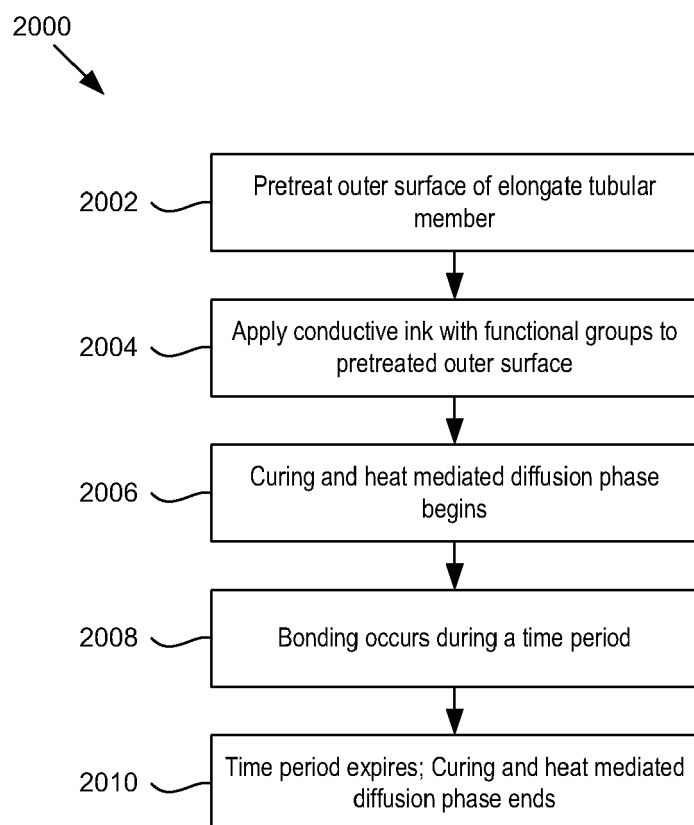 2000
2002
Pretreat outer surface of elongate tubular
member
2004
Apply conductive ink with functional groups to
pretreated outer surface
2006
Curing and heat mediated diffusion phase
begins
2008
Bonding occurs during a time period
2010
Time period expires; Curing and heat mediated
diffusion phase ends